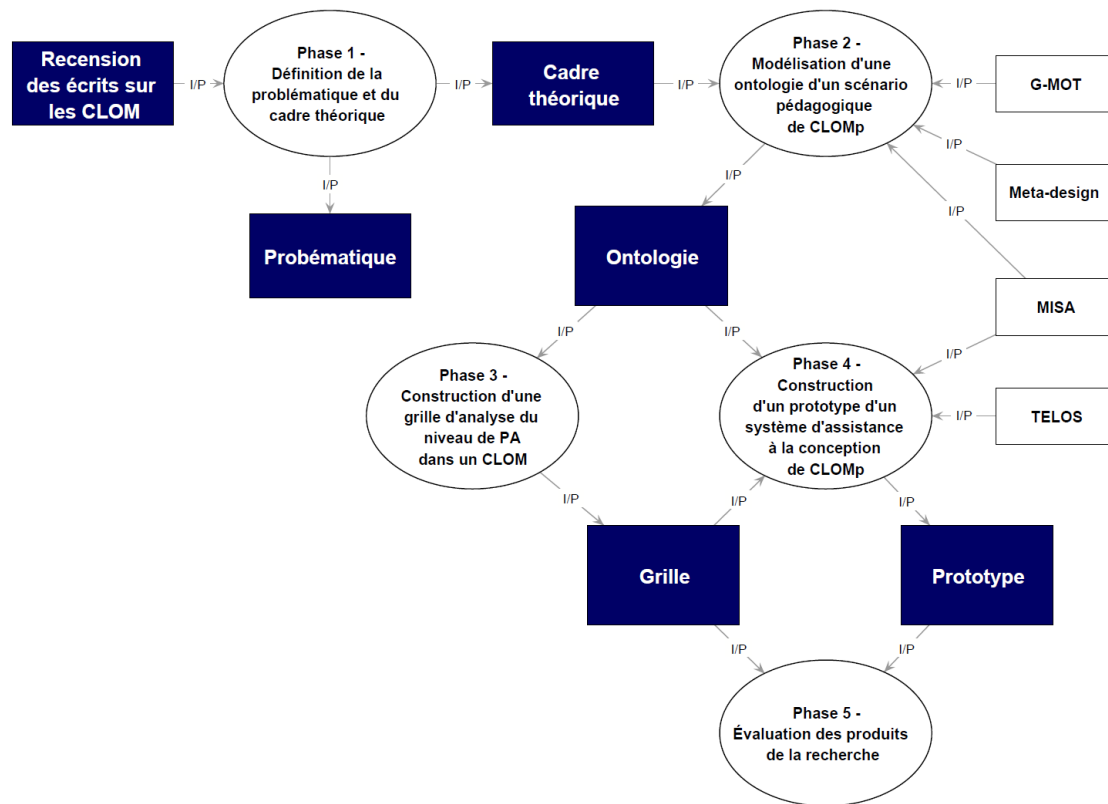 Recension
des écrits sur
les CLOM
I/P
Phase 1 -
Définition de la
problématique et du
cadre théorique
I/P
Cadre
théorique
I/P
Phase 2 -
Modélisation d'une
ontologie d'un scénario
pédagogique
de CLOMp
I/P
G-MOT
I/P
Meta-design
I/P
I/P
Probématique
I/P
Ontologie
MISA
I/P
I/P
I/P
Phase 3 -
Construction d'une
grille d'analyse du
niveau de PA
dans un CLOM
Phase 4 -
Construction
d'un prototype d'un
système d'assistance
à la conception
de CLOMp
I/P
TELOS
I/P
I/P
I/P
Grille
Prototype
I/P
I/P
Phase 5 -
Évaluation des produits
de la recherche